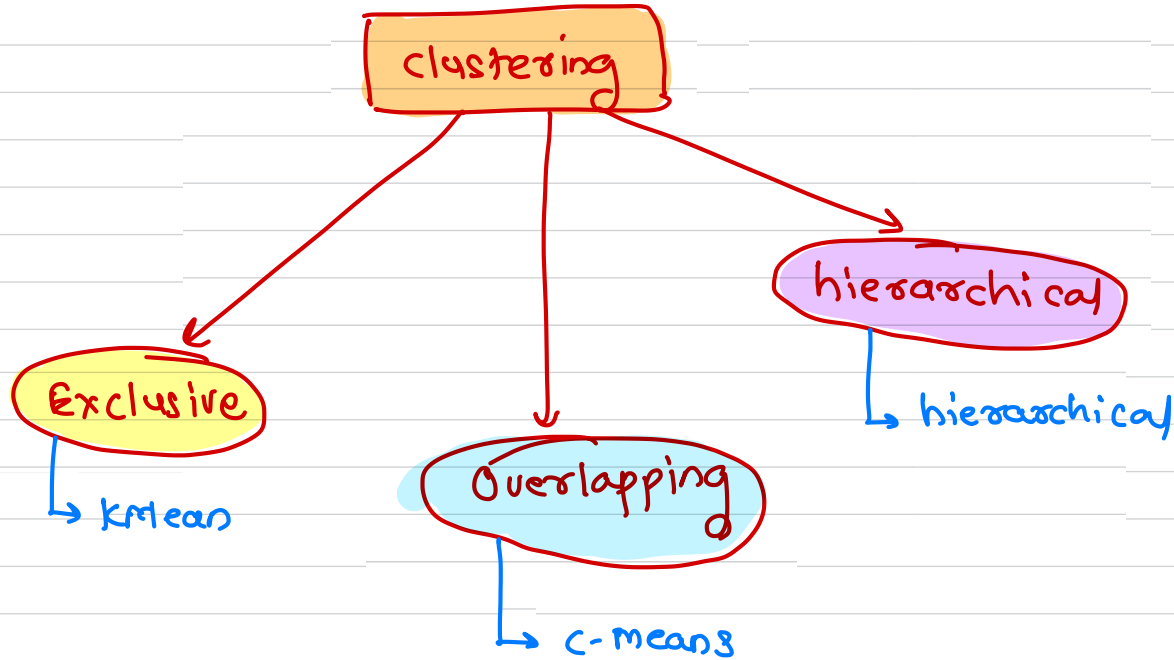 clustering
hierarchical
Exclusive
hierarchical
Overlapping
KMean
C-means